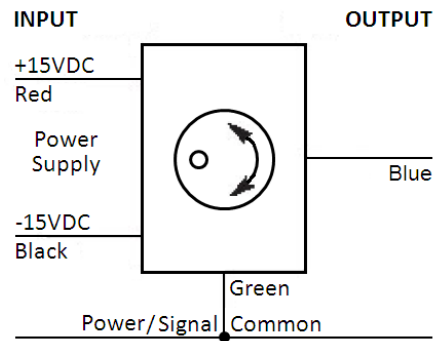 INPUT
OUTPUT
+15VDC
Red
Power
Supply
Blue
-15VDC
Black
Green
Power/Signal Common